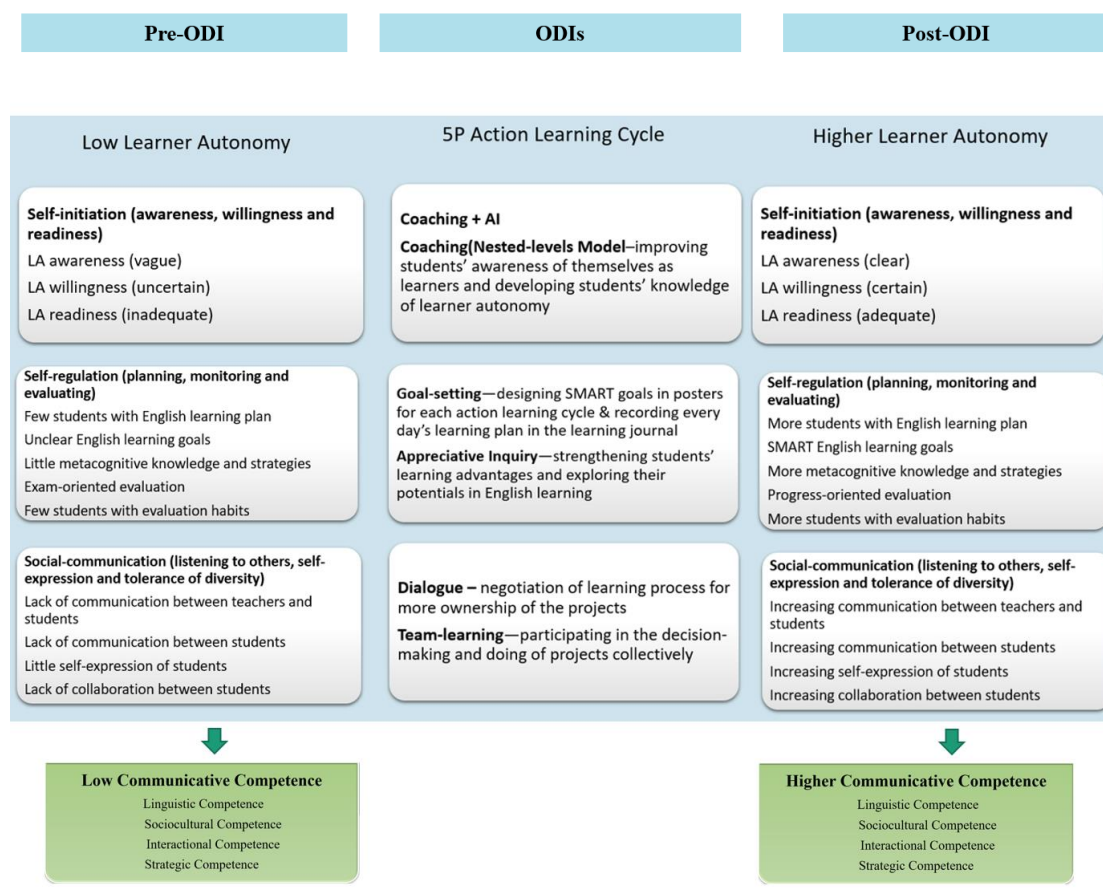 Pre-ODI
ODIs
Post-ODI
Low Learner Autonomy
5P Action Learning Cycle
Higher Learner Autonomy
Self-initiation (awareness, willingness and
readiness)
LA awareness (vague)
LA willingness (uncertain)
LA readiness (inadequate)
Coaching + AI
Coaching(Nested-levels Model–improving
students’ awareness of themselves as
learners and developing students’ knowledge
of learner autonomy
Self-initiation (awareness, willingness and
readiness)
LA awareness (clear)
LA willingness (certain)
LA readiness (adequate)
Self-regulation (planning, monitoring and
evaluating)
Few students with English learning plan
Unclear English learning goals
Little metacognitive knowledge and strategies
Exam-oriented evaluation
Few students with evaluation habits
Goal-setting—designing SMART goals in posters
for each action learning cycle & recording every
day’s learning plan in the learning journal
Appreciative Inquiry—strengthening students’
learning advantages and exploring their
potentials in English learning
Self-regulation (planning, monitoring and
evaluating)
More students with English learning plan
SMART English learning goals
More metacognitive knowledge and strategies
Progress-oriented evaluation
More students with evaluation habits
Social-communication (listening to others, self-
expression and tolerance of diversity)
Lack of communication between teachers and
students
Lack of communication between students
Little self-expression of students
Lack of collaboration between students
Dialogue – negotiation of learning process for
more ownership of the projects
Team-learning—participating in the decision-
making and doing of projects collectively
Social-communication (listening to others, self-
expression and tolerance of diversity)
Increasing communication between teachers and
students
Increasing communication between students
Increasing self-expression of students
Increasing collaboration between students
Low Communicative Competence
Linguistic Competence
Sociocultural Competence
Interactional Competence
Strategic Competence
Higher Communicative Competence
Linguistic Competence
Sociocultural Competence
Interactional Competence
Strategic Competence